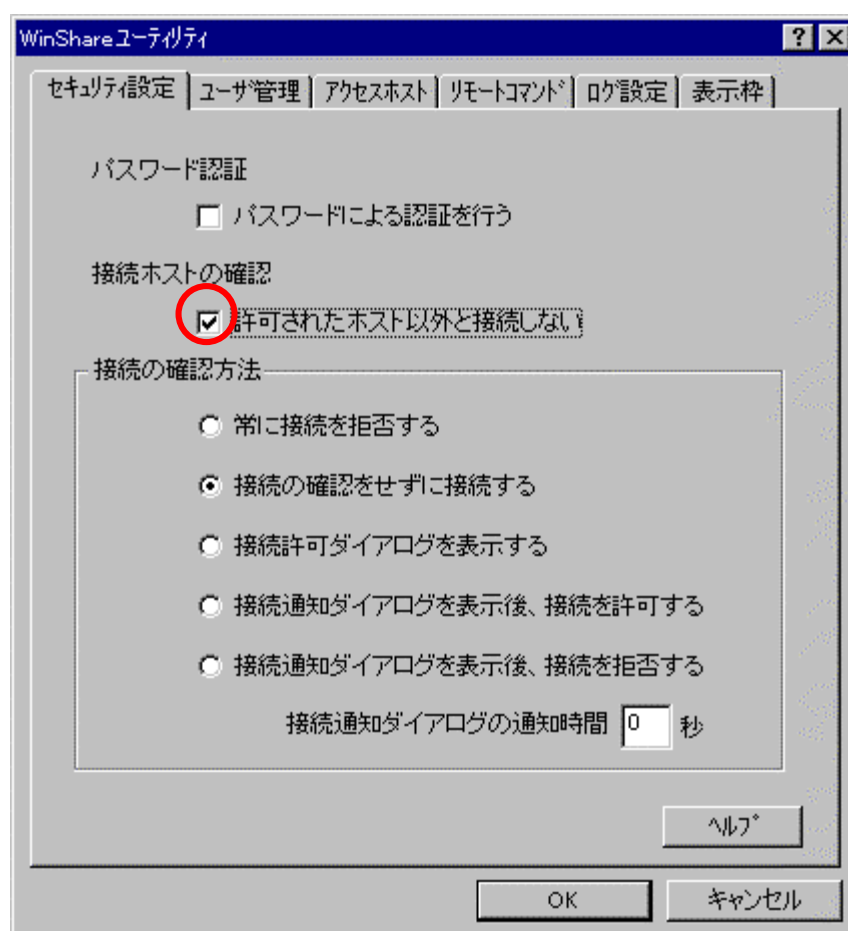 WinShareユーティリティ
セキュリティ設定 ユーザ管理 アクセスホスト リモートコマンド ログ設定 表示枠
パスワード認証
パスワードによる認証を行う
接続ホストの確認
許可されたホスト以外と接続しない
接続の確認方法
常に接続を拒否する
接続の確認をせずに接続する
接続許可ダイアログを表示する
接続通知ダイアログを表示後、接続を許可する
接続通知ダイアログを表示後、接続を拒否する
接続通知ダイアログの通知時間 0 秒
ヘルプ
OK キャンセル